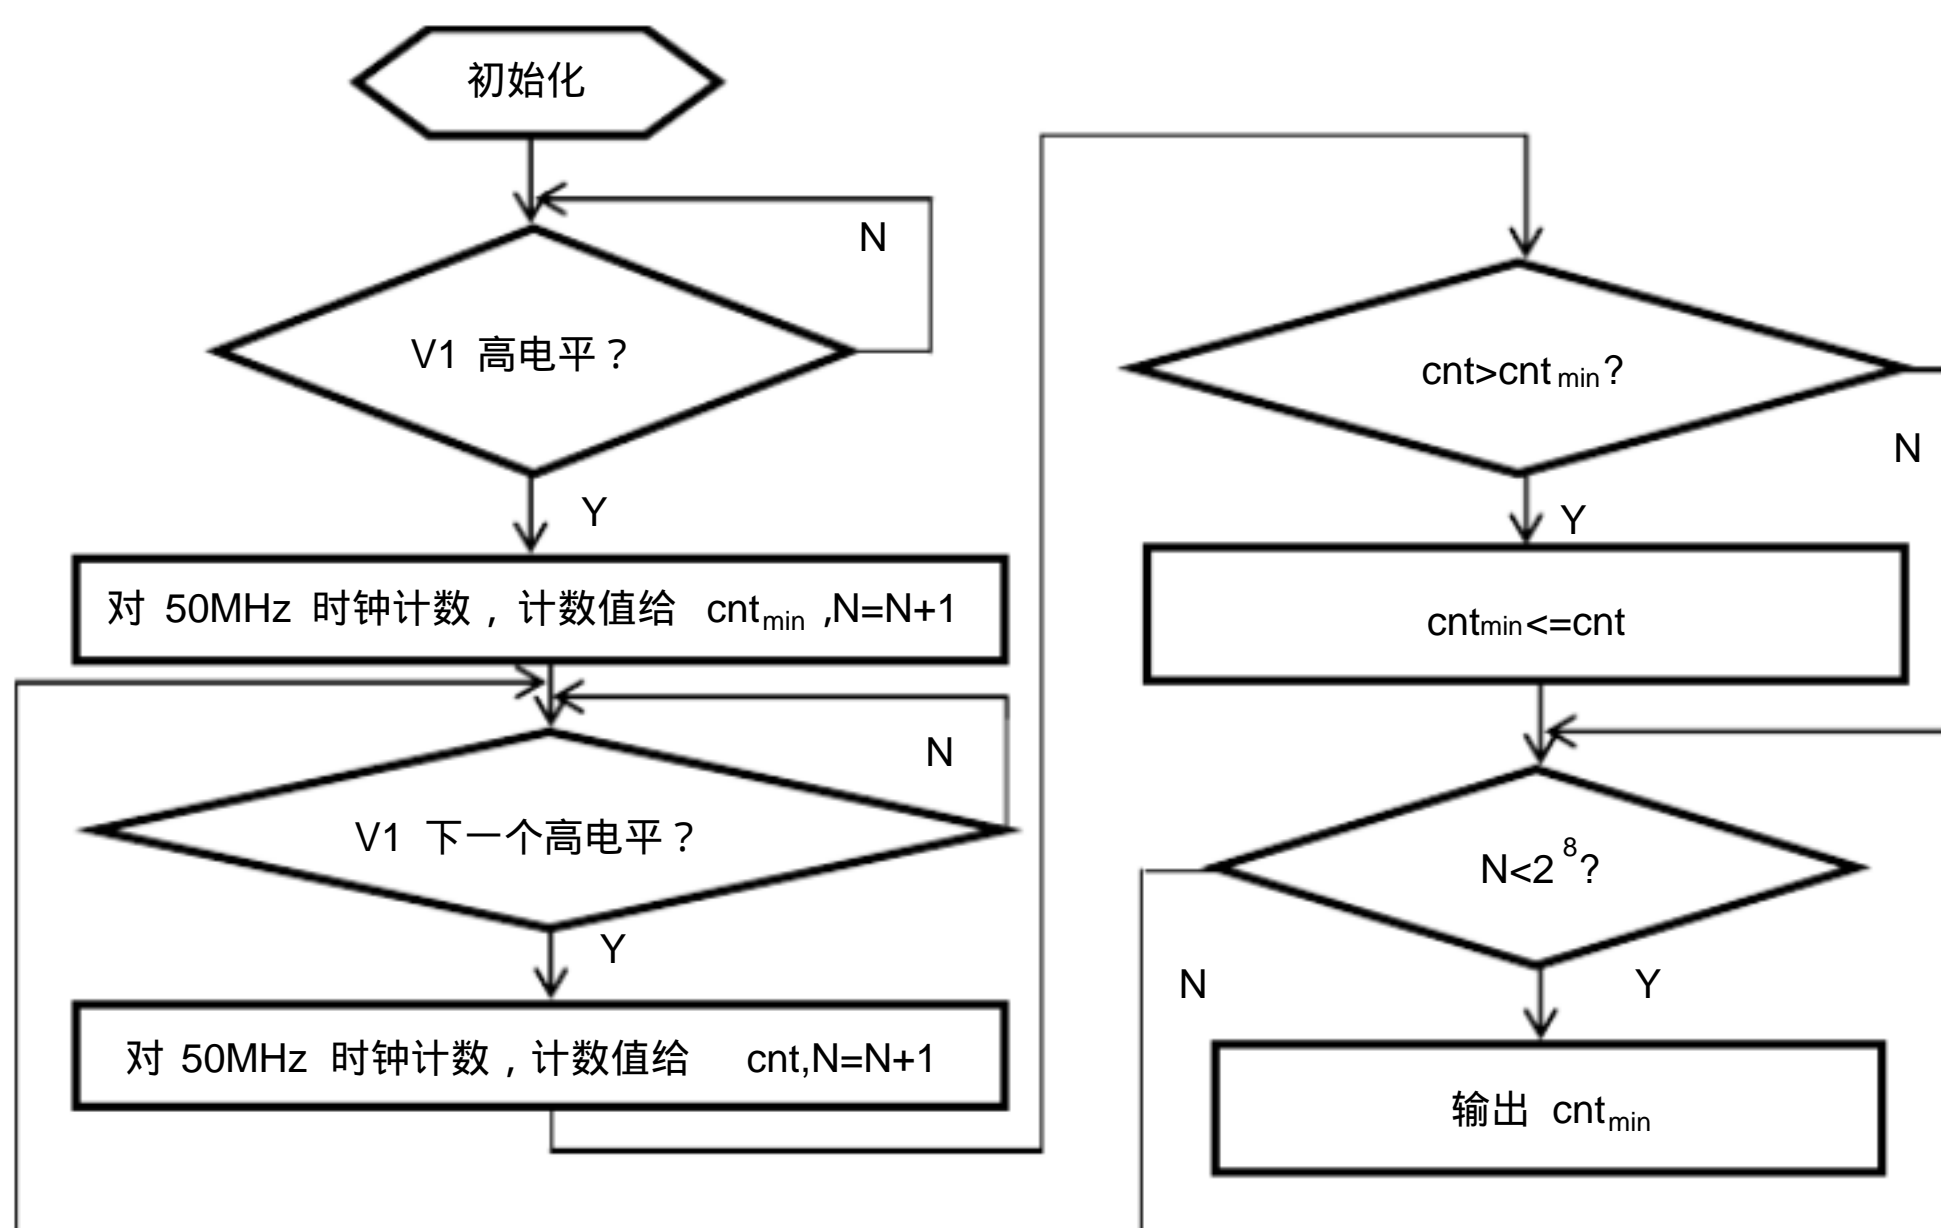 初始化
N
V1 高电平？
Y
对 50MHz 时钟计数，计数值给 cntmin ,N=N+1
N
V1 下一个高电平？
Y
对 50MHz 时钟计数，计数值给 cnt,N=N+1
cnt>cntmin?
N
Y
cntmin<=cnt
N<2^8?
N
Y
输出 cntmin